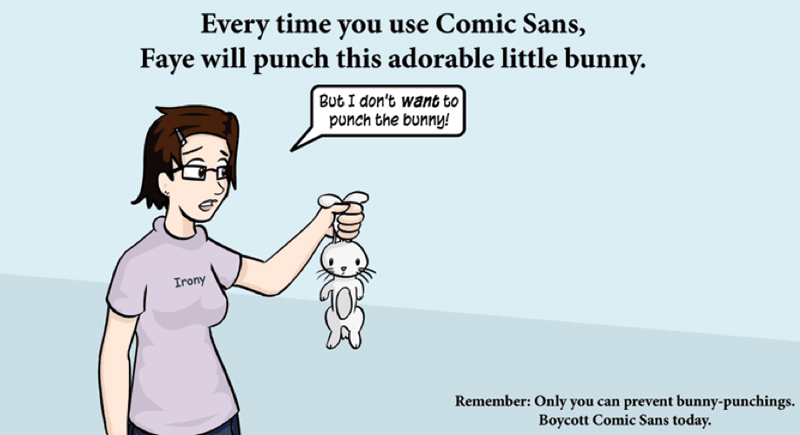 Every time you use Comic Sans,
Faye will punch this adorable little bunny.
But I don't want to
punch the bunny!
Irony
Remember: Only you can prevent bunny-punchings.
Boycott Comic Sans today.